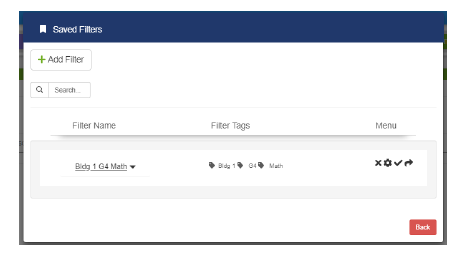 Saved Filters
+ Add Filter
Search...
Filter Name Filter Tags Menu
Bldg 1 G4 Math Bldg 1 G4 Math
Back